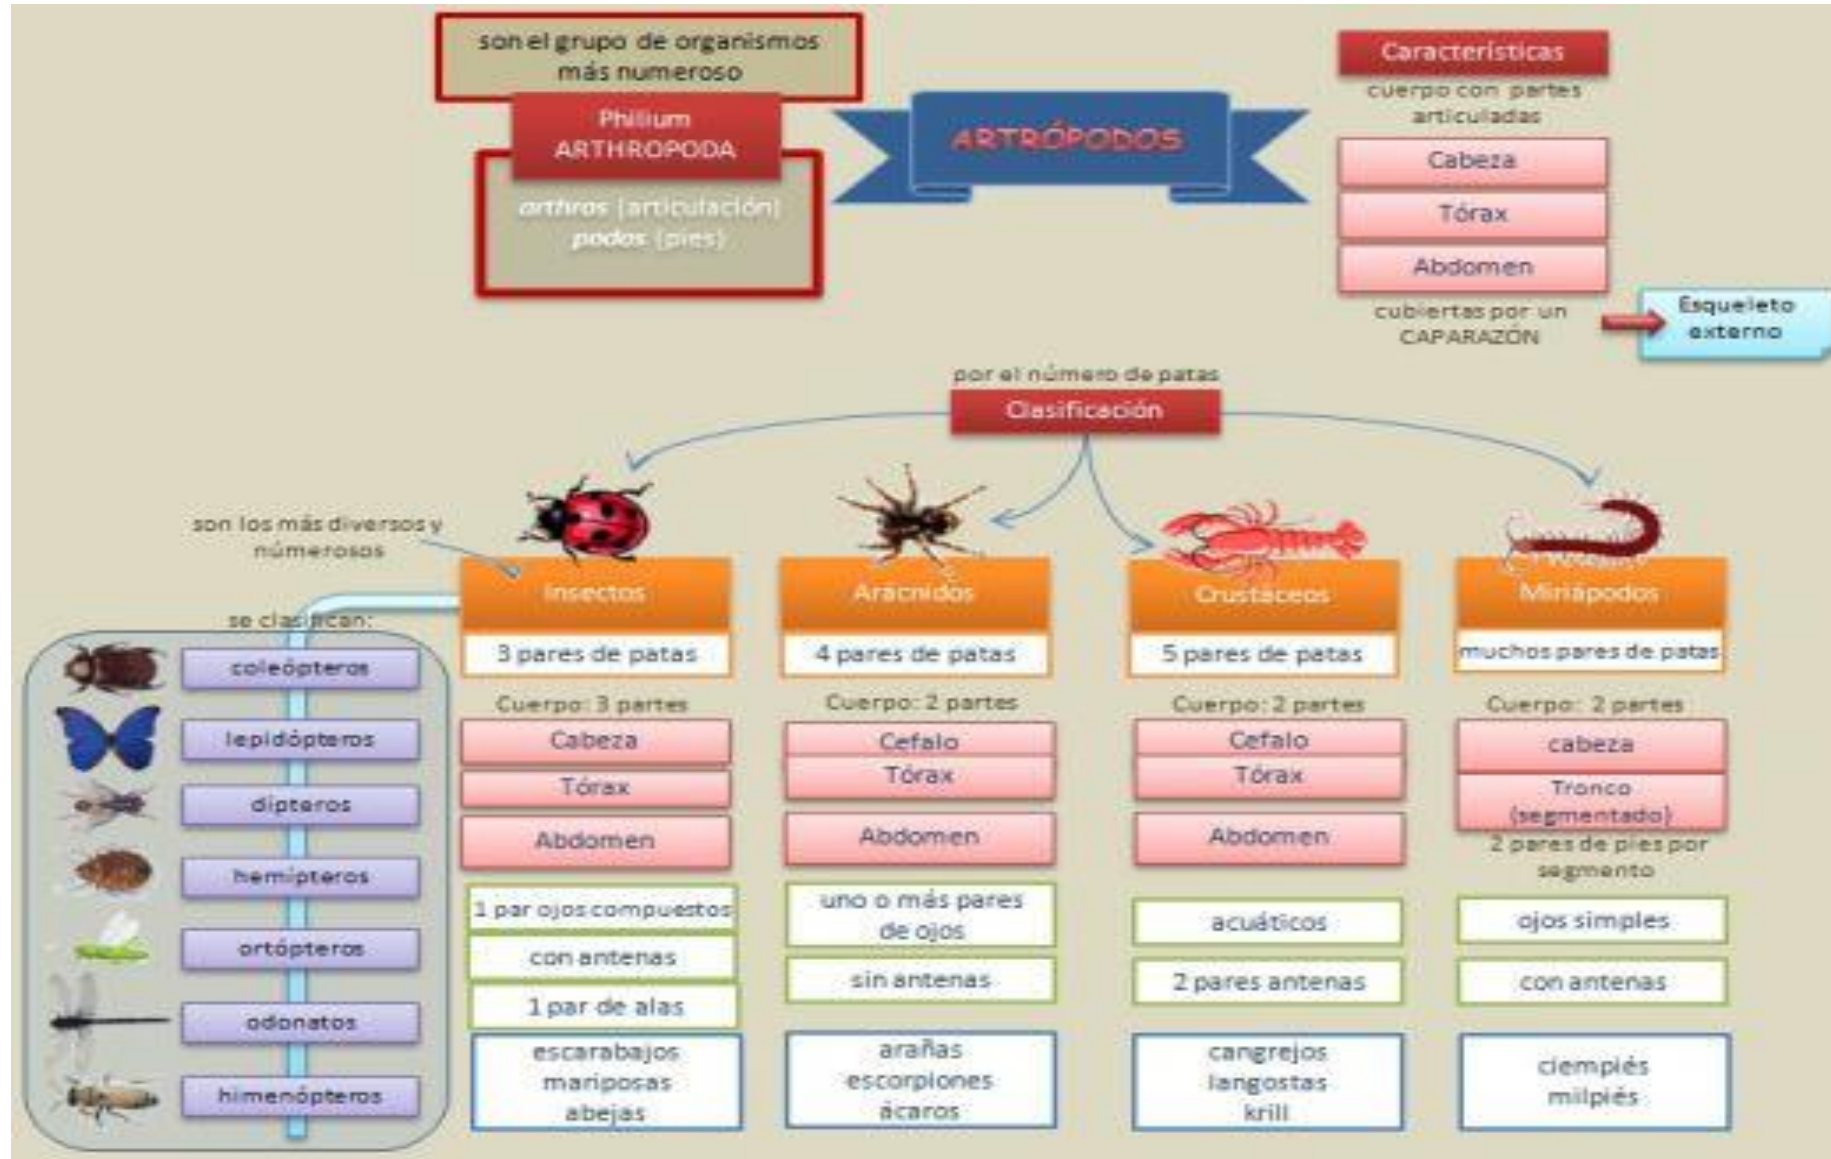 son el grupo de organismos
más numeroso
Philium
ARTHROPODA
arthros (articulación)
podos (pies)
ARTRÓPODOS
Características
cuerpo con partes
articuladas
Cabeza
Tórax
Abdomen
cubiertas por un
CAPARAZÓN
Esqueleto
externo
por el número de patas
Clasificación
son los más diversos y
númerosos
se clasifican:
coleópteros
lepidópteros
dípteros
hemípteros
ortópteros
odonatos
himenópteros
Insectos
3 pares de patas
Cuerpo: 3 partes
Cabeza
Tórax
Abdomen
1 par ojos compuestos
con antenas
1 par de alas
escarabajos
mariposas
abejas
Arácnidos
4 pares de patas
Cuerpo: 2 partes
Cefalo
Tórax
Abdomen
uno o más pares
de ojos
sin antenas
arañas
escorpiones
ácaros
Crustáceos
5 pares de patas
Cuerpo: 2 partes
Cefalo
Tórax
Abdomen
acuáticos
2 pares antenas
cangrejos
langostas
krill
Miriápodos
muchos pares de patas
Cuerpo: 2 partes
cabeza
Tronco
(segmentado)
2 pares de pies por
segmento
ojos simples
con antenas
ciempiés
milpiés